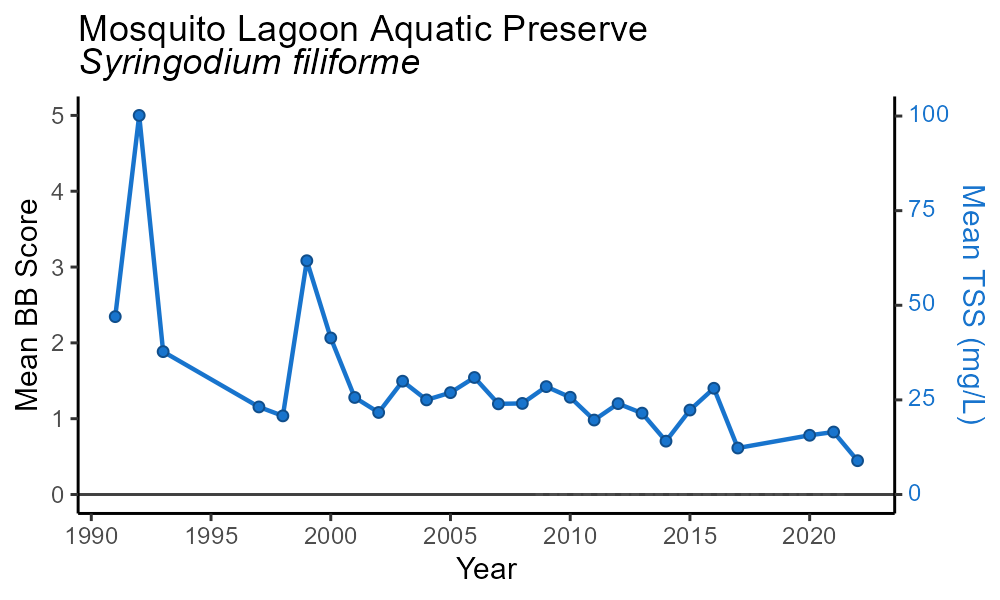 Mosquito Lagoon Aquatic Preserve
Syringodium filiforme
Mean BB Score
5
4
3
2
1
0
100
75
50
25
0
Mean TSS (mg/L)
1990 1995 2000 2005 2010 2015 2020
Year